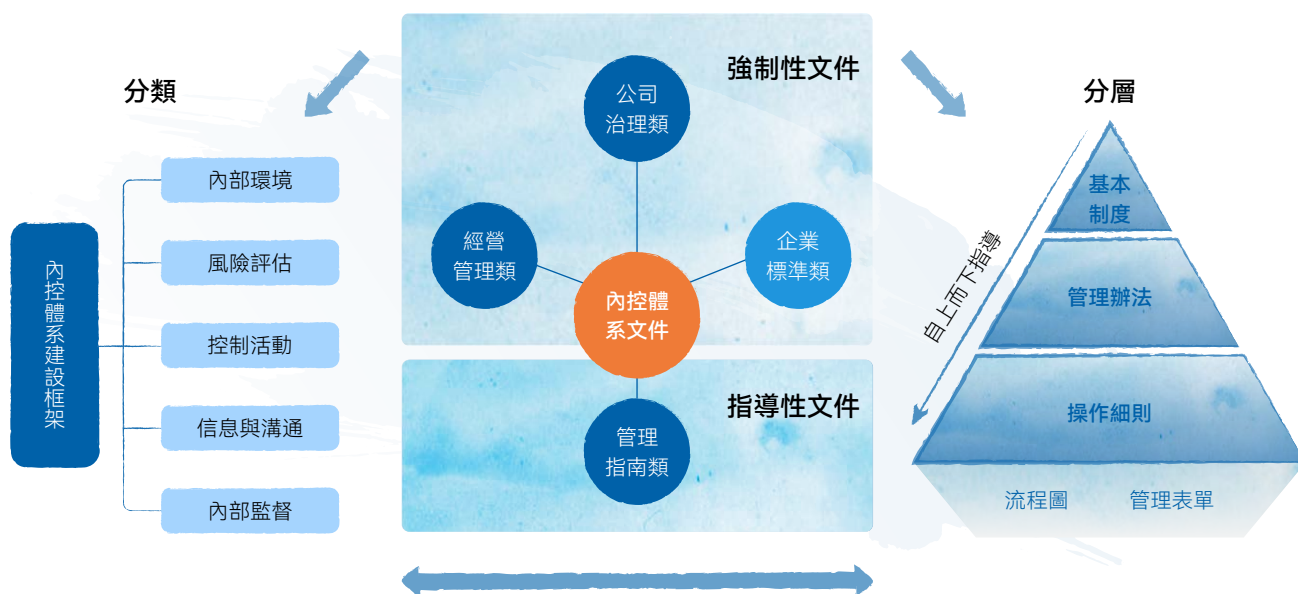 分類
內控體系建設框架
內部環境
風險評估
控制活動
信息與溝通
內部監督
強制性文件
公司
治理類
經營
管理類
企業
標準類
內控體
系文件
指導性文件
管理
指南類
分層
自上而下指導
基本
制度
管理辦法
操作細則
流程圖
管理表單